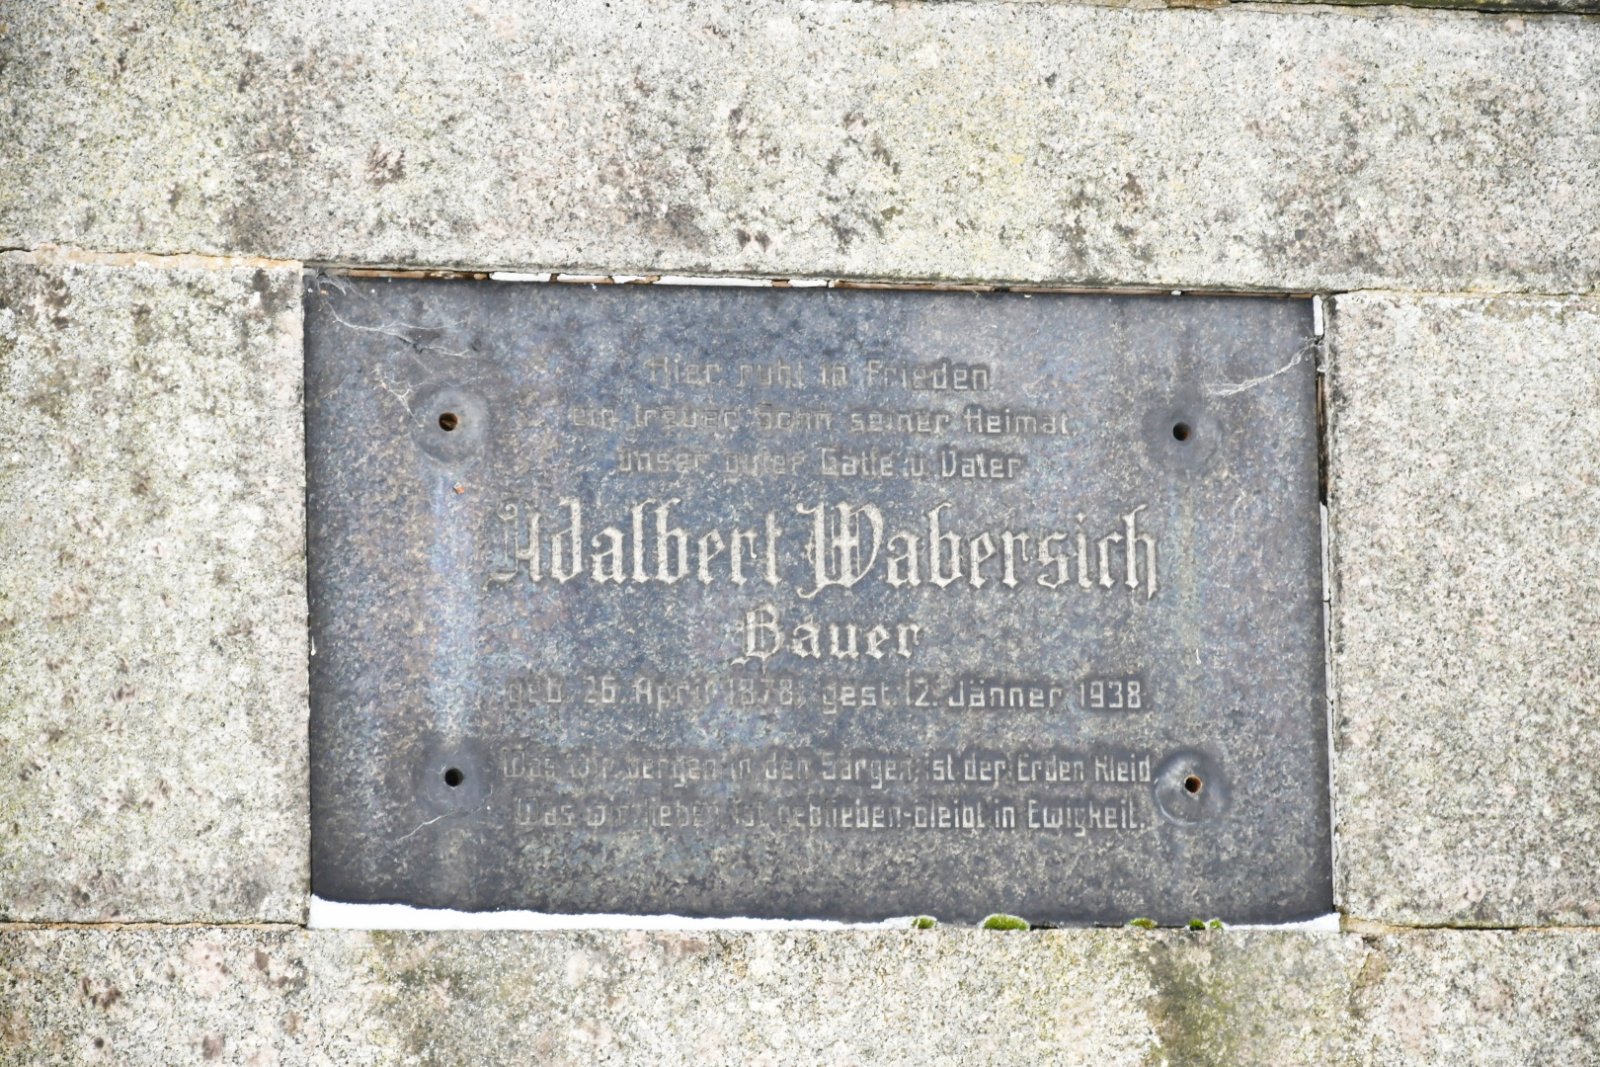 Hier ruht in Frieden
ein treuer Sohn seiner Heimat
unser guter Gatte u. Vater
Adalbert Wabersich
Bauer
geb. 26. April 1878, gest. 12. Jänner 1938.
Was wir bergen in den Särgen, ist der Erden Kleid
Was wir lieben ist geblieben-bleibt in Ewigkeit.